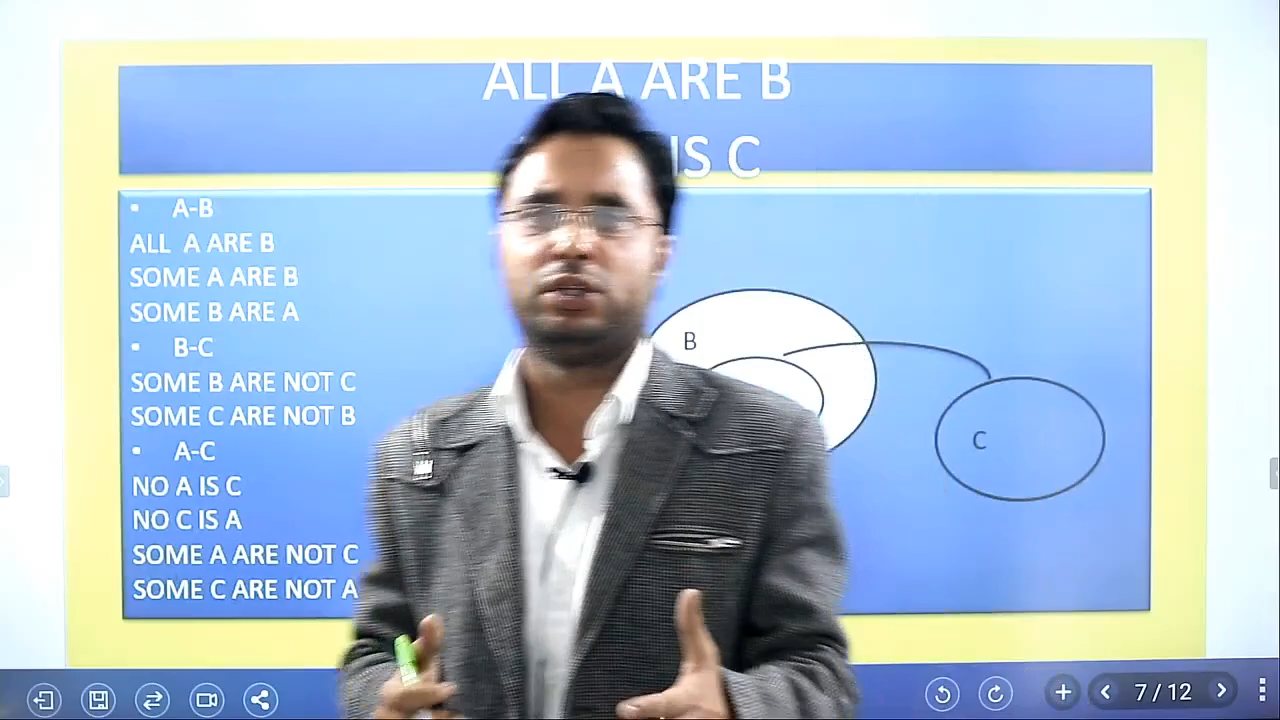 ALL A ARE B
IS C
A-B
ALL A ARE B
SOME A ARE B
SOME B ARE A
B-C
SOME B ARE NOT C
SOME C ARE NOT B
A-C
NO A IS C
NO C IS A
SOME A ARE NOT C
SOME C ARE NOT A
B
C
7 / 12